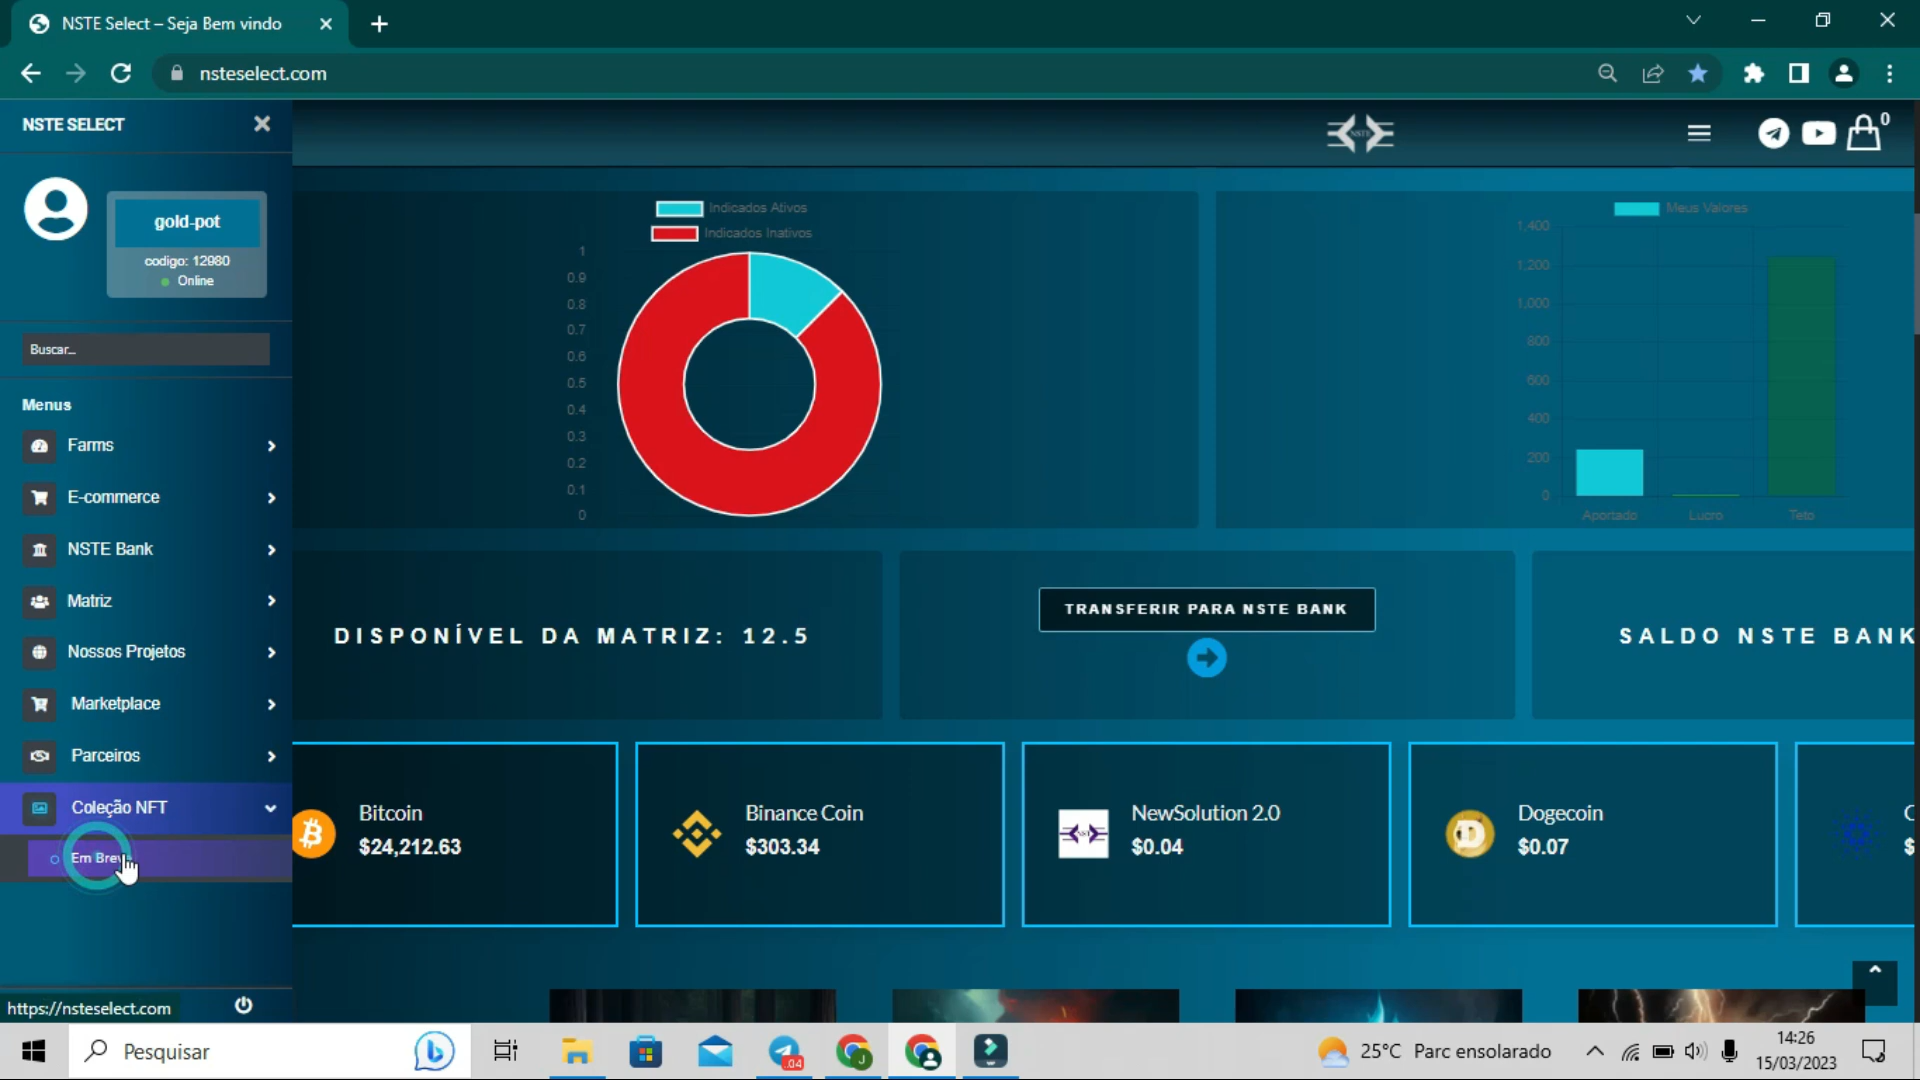 NSTE Select – Seja Bem vindo
nsteselect.com
NSTE SELECT
gold-pot
codigo: 12980
Online
Buscar...
Menus
Farms
E-commerce
NSTE Bank
Matriz
Nossos Projetos
Marketplace
Parceiros
Coleção NFT
Em Brev
https://nsteselect.com
NSTE
0
Indicados Ativos
Indicados Inativos
1
0.9
0.8
0.7
0.6
0.5
0.4
0.3
0.2
0.1
0
Meus Valores
1,400
1,200
1,000
800
600
400
200
0
Aportado Lucro Teto
DISPONÍVEL DA MATRIZ: 12.5
TRANSFERIR PARA NSTE BANK
SALDO NSTE BANK
Bitcoin
$24,212.63
Binance Coin
$303.34
NewSolution 2.0
$0.04
Dogecoin
$0.07
C
$
Pesquisar
.04
J
25°C Parc ensolarado
14:26
15/03/2023